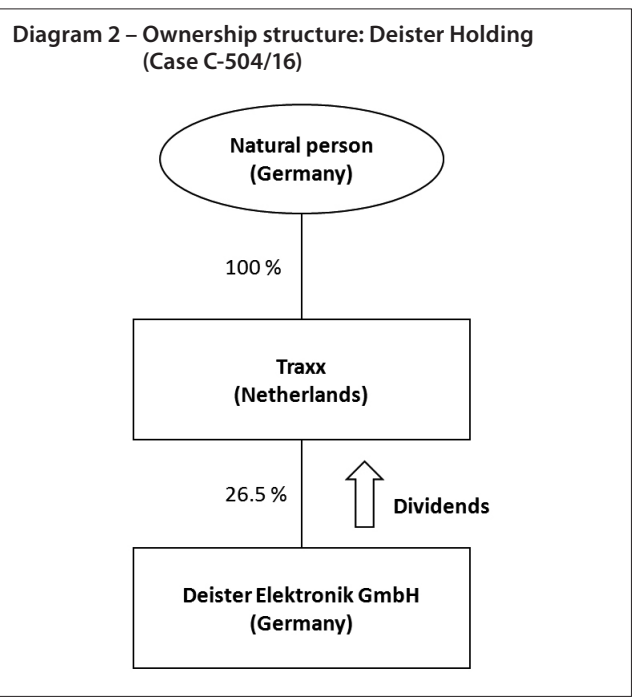 Diagram 2 – Ownership structure: Deister Holding
(Case C-504/16)
Natural person
(Germany)
100 %
Traxx
(Netherlands)
26.5 %
Dividends
Deister Elektronik GmbH
(Germany)